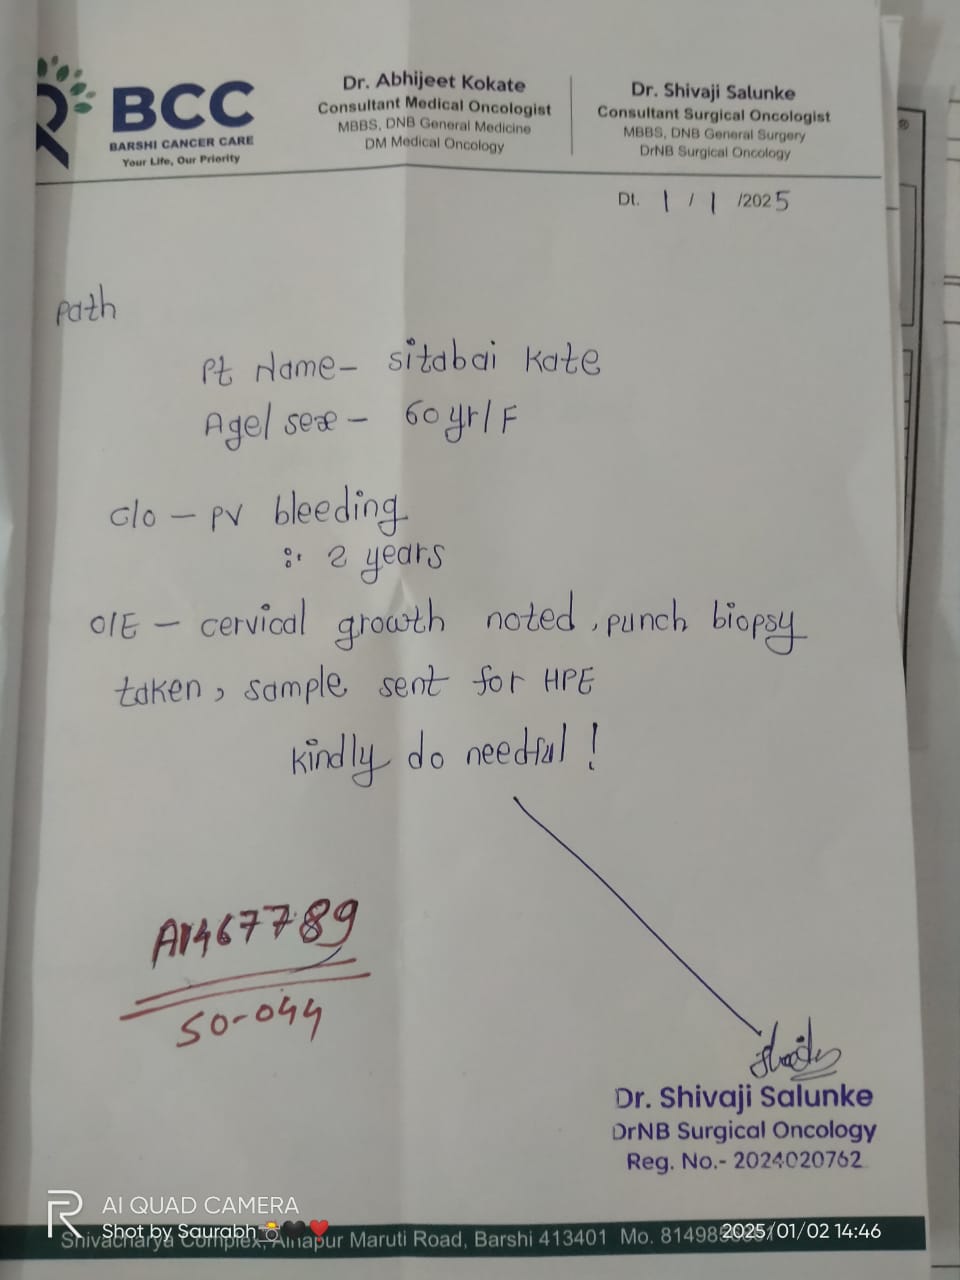 BCC
BARSHI CANCER CARE
Your Life, Our Priority
Dr. Abhijeet Kokate
Consultant Medical Oncologist
MBBS, DNB General Medicine
DM Medical Oncology
Dr. Shivaji Salunke
Consultant Surgical Oncologist
MBBS, DNB General Surgery
DrNB Surgical Oncology
Dt. 1 / 1 /2025
Path
Pt Name- sitabai kate
Age/sex - 60 yr/F
c/o - PV bleeding
2 years
O/E - cervical growth noted, punch biopsy
taken, sample sent for HPE
kindly do needful!
50-044
Dr. Shivaji Salunke
DrNB Surgical Oncology
Reg. No.- 2024020762
AI QUAD CAMERA
Shot by Saurabh
2025/01/02 14:46
Shivacharya Complex, Alipur Maruti Road, Barshi 413401 Mo.